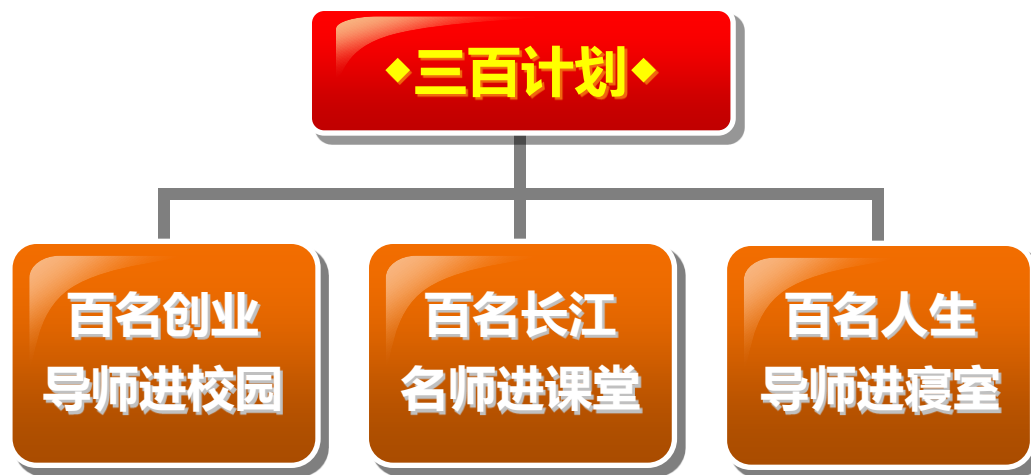 ◆三百计划◆
百名创业
导师进校园
百名长江
名师进课堂
百名人生
导师进寝室